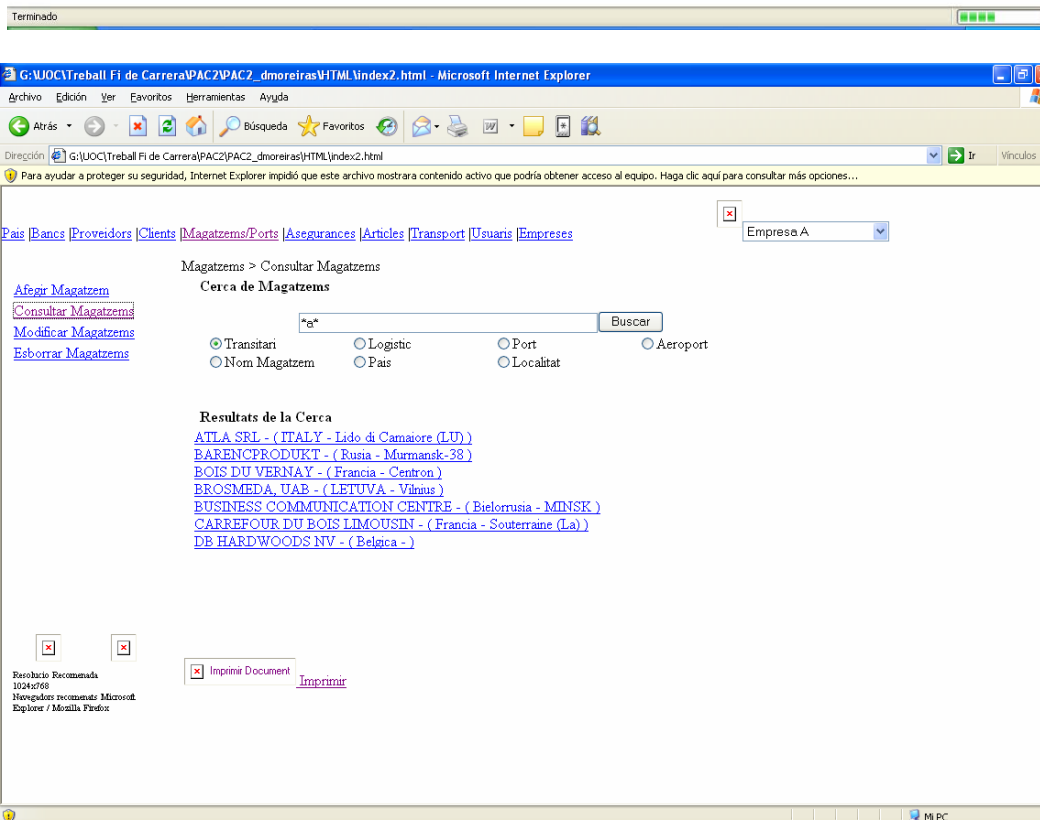 Terminado
G:\UOC\Treball Fi de Carrera\PAC2\PAC2_dmoreiras\HTML\index2.html - Microsoft Internet Explorer
Archivo Edición Ver Favoritos Herramientas Ayuda
Atrás Búsqueda Favoritos
Dirección G:\UOC\Treball Fi de Carrera\PAC2\PAC2_dmoreiras\HTML\index2.html Ir Vínculos
Para ayudar a proteger su seguridad, Internet Explorer impidió que este archivo mostrara contenido activo que podría obtener acceso al equipo. Haga clic aquí para consultar más opciones...
Pais |Bancs |Proveidors |Clients |Magatzems/Ports |Asegurances |Articles |Transport |Usuaris |Empreses Empresa A
Magatzems > Consultar Magatzems
Cerca de Magatzems
Afegir Magatzem
Consultar Magatzems
Modificar Magatzems
Esborrar Magatzems
*a* Buscar
Transitari Logistic Port Aeroport
Nom Magatzem Pais Localitat
Resultats de la Cerca
ATLA SRL - ( ITALY - Lido di Camaiore (LU) )
BARENCPRODUKT - ( Rusia - Murmansk-38 )
BOIS DU VERNAY - ( Francia - Centron )
BROSMEDA, UAB - ( LETUVA - Vilnius )
BUSINESS COMMUNICATION CENTRE - ( Bielorrusia - MINSK )
CARREFOUR DU BOIS LIMOUSIN - ( Francia - Souterraine (La) )
DB HARDWOODS NV - ( Belgica - )
Imprimir Document Imprimir
Resolucio Recomenada
1024x768
Navegadors recomenats Microsoft
Explorer / Mozilla Firefox
Mi PC